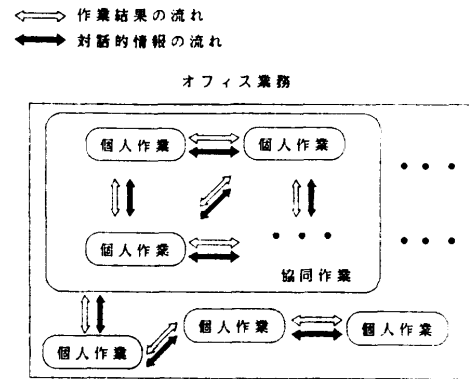 作業結果の流れ
対話的情報の流れ
オフィス業務
個人作業
個人作業
• • •
個人作業
• • •
• • •
協同作業
個人作業
個人作業
個人作業